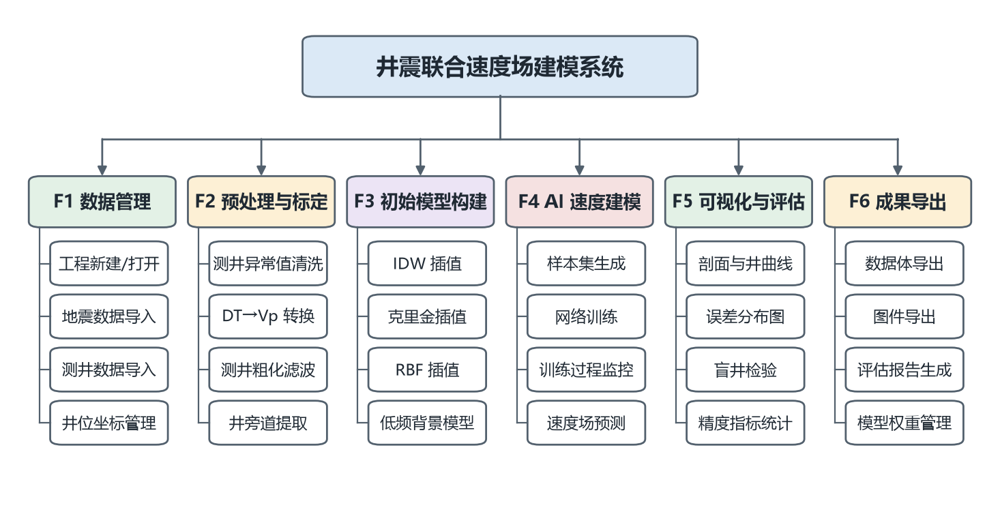 井震联合速度场建模系统
F1 数据管理
工程新建/打开
地震数据导入
测井数据导入
井位坐标管理
F2 预处理与标定
测井异常值清洗
DT→Vp 转换
测井粗化滤波
井旁道提取
F3 初始模型构建
IDW 插值
克里金插值
RBF 插值
低频背景模型
F4 AI 速度建模
样本集生成
网络训练
训练过程监控
速度场预测
F5 可视化与评估
剖面与井曲线
误差分布图
盲井检验
精度指标统计
F6 成果导出
数据体导出
图件导出
评估报告生成
模型权重管理